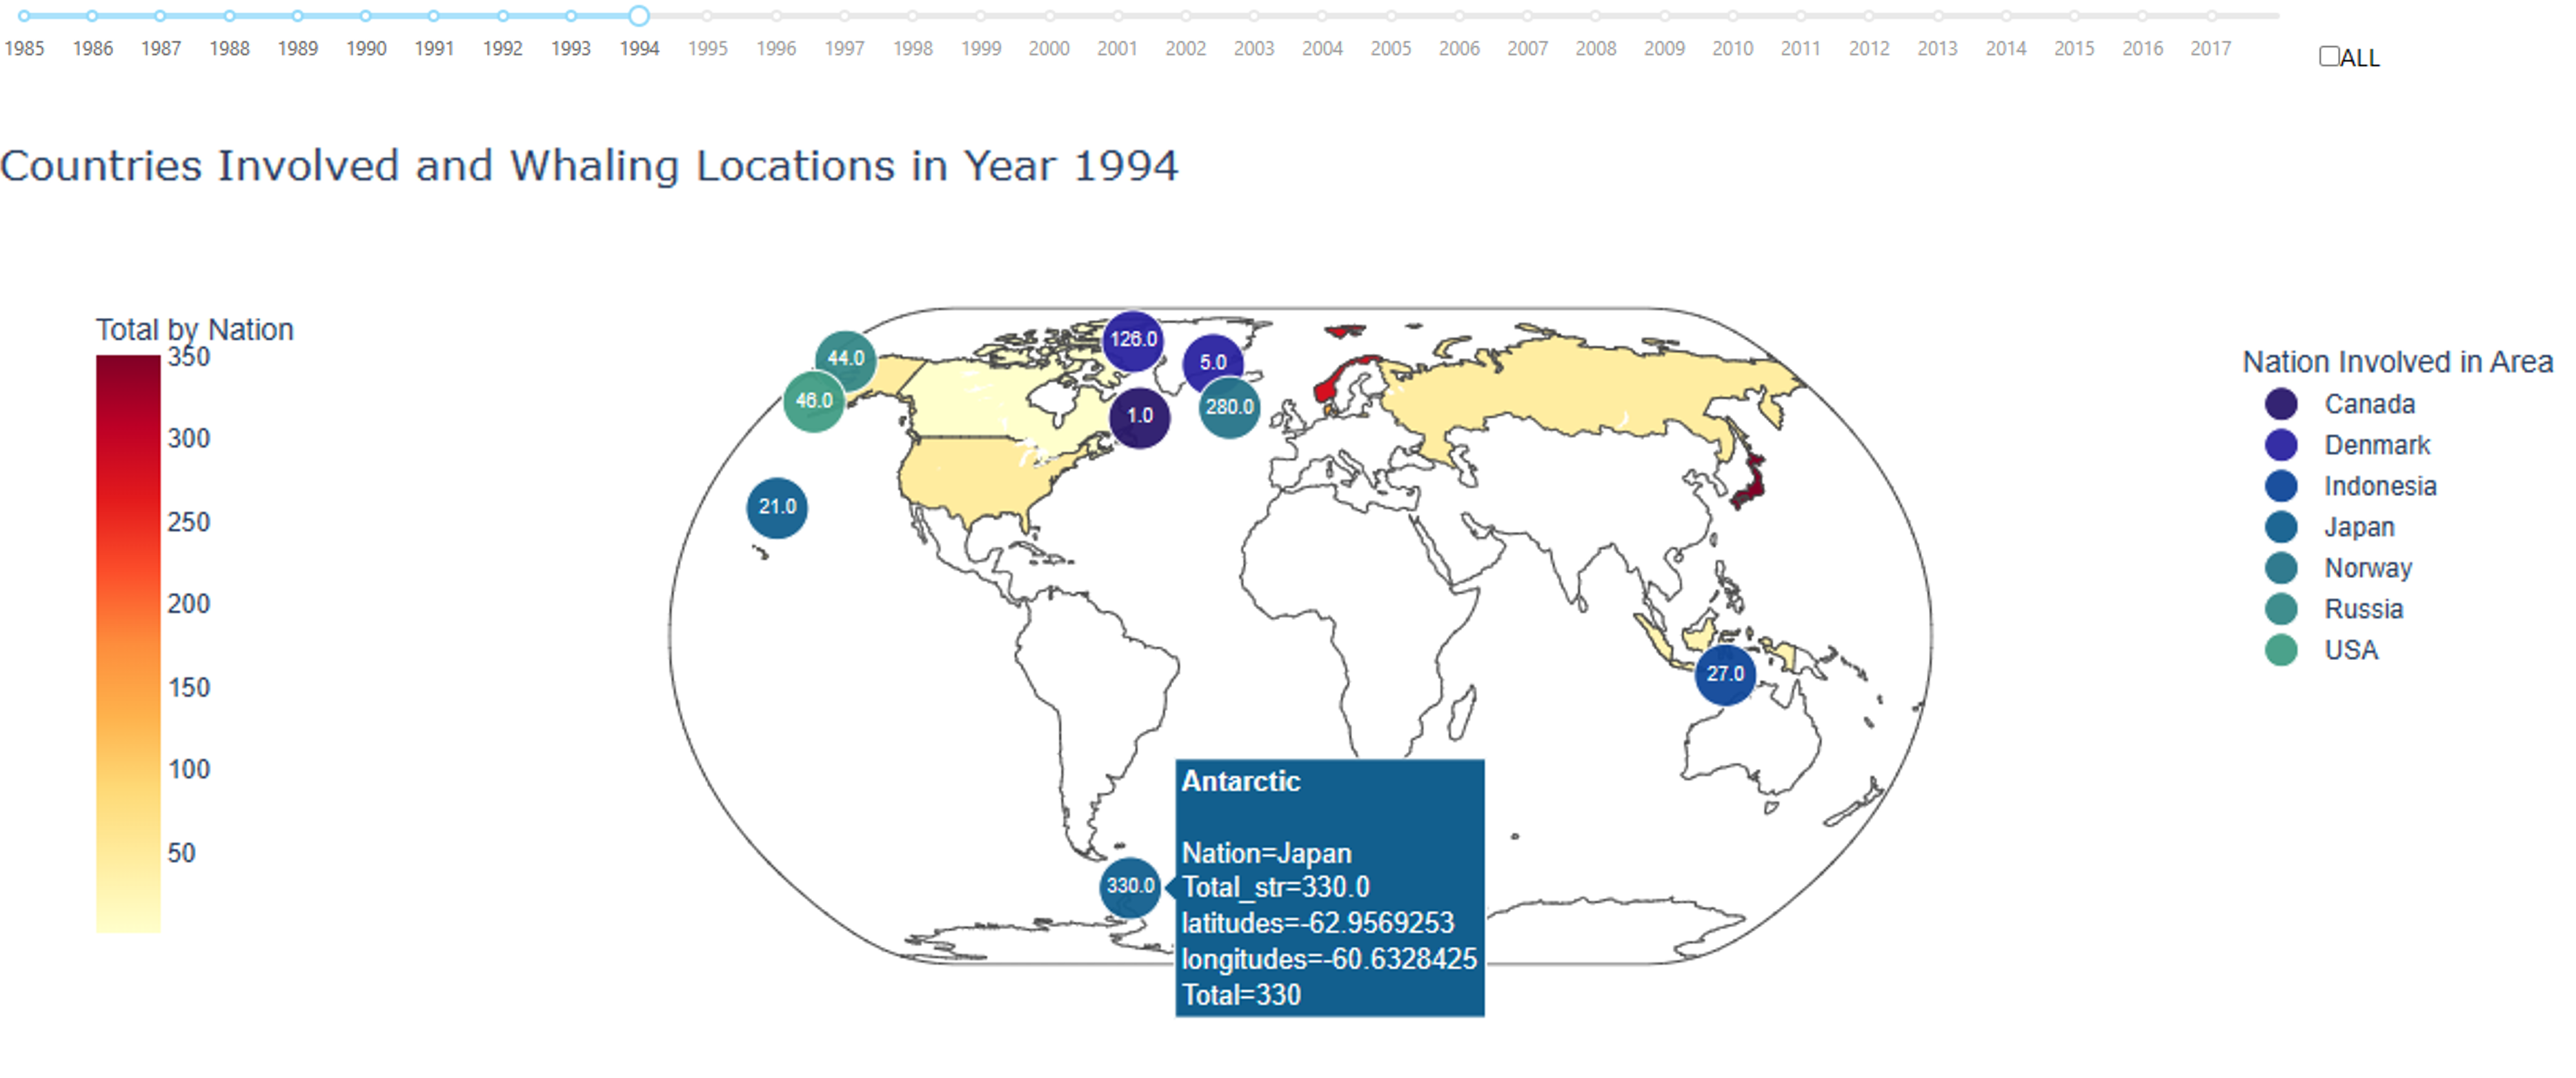 1985 1986 1987 1988 1989 1990 1991 1992 1993 1994 1995 1996 1997 1998 1999 2000 2001 2002 2003 2004 2005 2006 2007 2008 2009 2010 2011 2012 2013 2014 2015 2016 2017
ALL
Countries Involved and Whaling Locations in Year 1994
Total by Nation
350
300
250
200
150
100
50
126.0
44.0
5.0
46.0
280.0
1.0
21.0
27.0
330.0
Antarctic
Nation=Japan
Total_str=330.0
latitudes=-62.9569253
longitudes=-60.6328425
Total=330
Nation Involved in Area
Canada
Denmark
Indonesia
Japan
Norway
Russia
USA